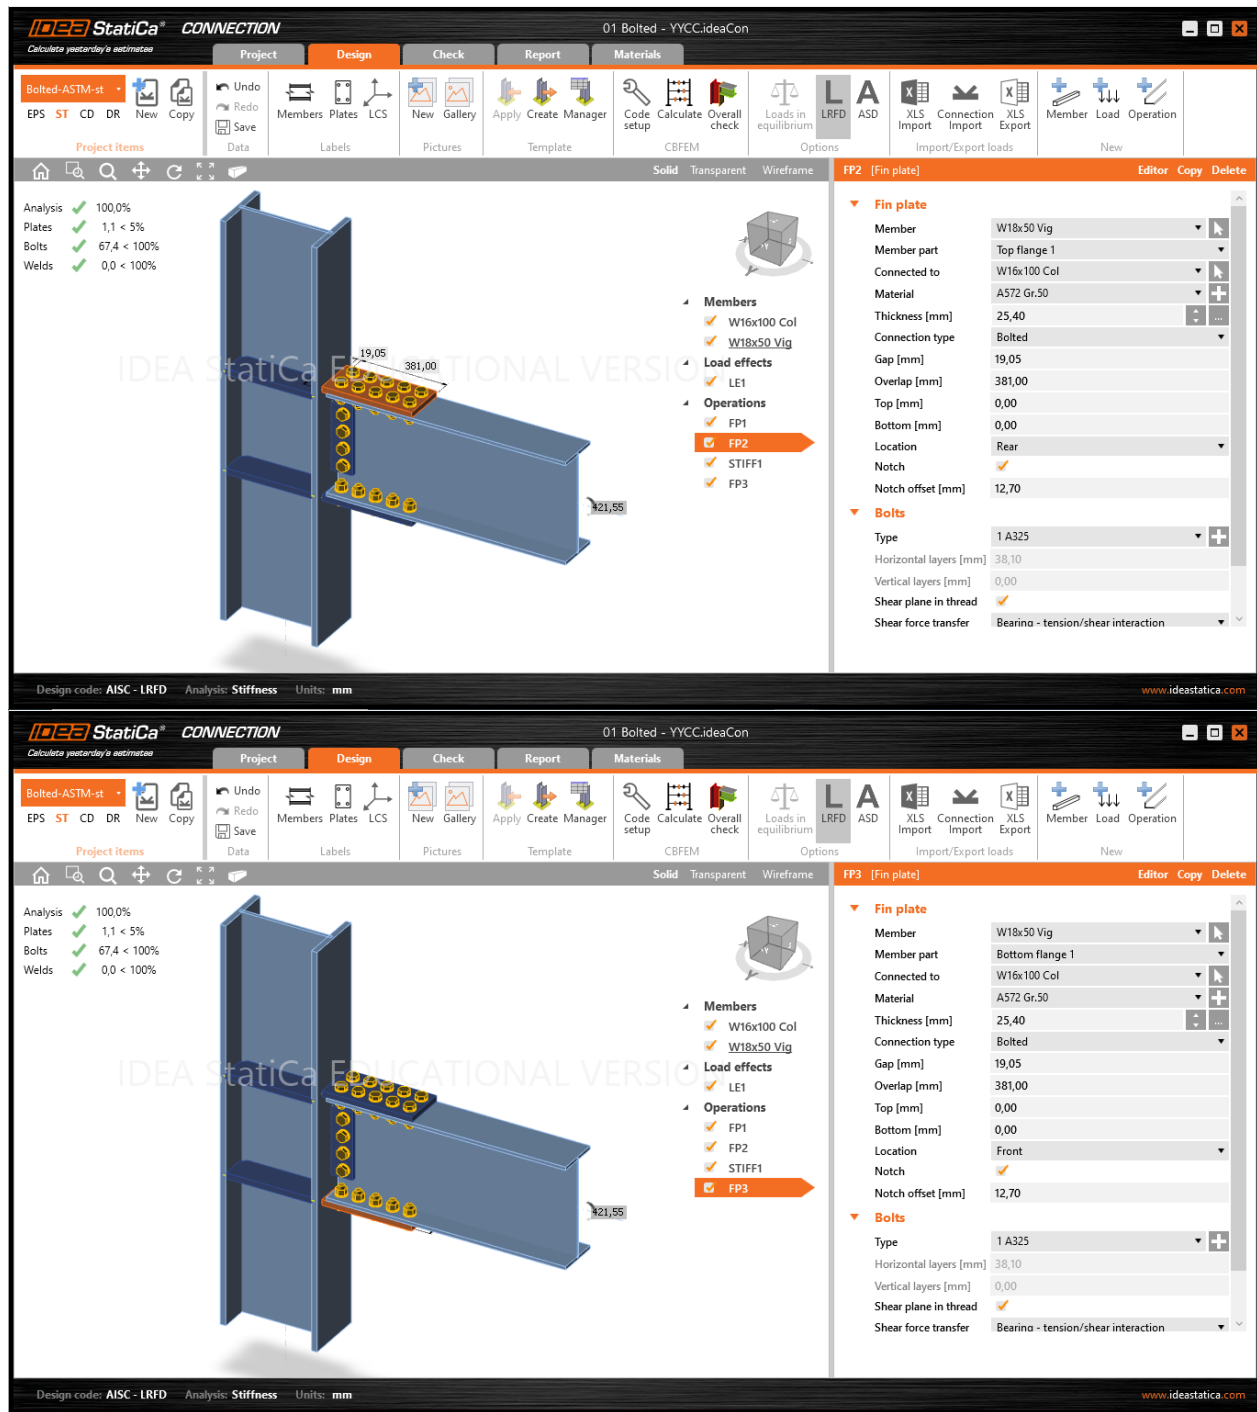 IDEA StatiCa® CONNECTION
01 Bolted - YYCC.ideaCon
Calculate yesterday's estimates
Project Design Check Report Materials
Bolted-ASTM-st
EPS ST CD DR New Copy
Undo
Redo
Save
Members Plates LCS
New Gallery
Apply Create Manager
Code setup Calculate Overall check
Loads in equilibrium LRFD ASD
XLS Import Connection Import XLS Export
Member Load Operation
Project items Data Labels Pictures Template CBFEM Options Import/Export loads New
Solid Transparent Wireframe
FP2 [Fin plate] Editor Copy Delete
Analysis 100,0%
Plates 1,1 < 5%
Bolts 67,4 < 100%
Welds 0,0 < 100%
IDEA StatiCa EDUCATIONAL VERSION
19,05
381,00
421,55
Members
W16x100 Col
W18x50 Vig
Load effects
LE1
Operations
FP1
FP2
STIFF1
FP3
Fin plate
Member W18x50 Vig
Member part Top flange 1
Connected to W16x100 Col
Material A572 Gr.50
Thickness [mm] 25,40
Connection type Bolted
Gap [mm] 19,05
Overlap [mm] 381,00
Top [mm] 0,00
Bottom [mm] 0,00
Location Rear
Notch
Notch offset [mm] 12,70
Bolts
Type 1 A325
Horizontal layers [mm] 38,10
Vertical layers [mm] 0,00
Shear plane in thread
Shear force transfer Bearing - tension/shear interaction
Design code: AISC - LRFD Analysis: Stiffness Units: mm
www.ideastatica.com
IDEA StatiCa® CONNECTION
01 Bolted - YYCC.ideaCon
Calculate yesterday's estimates
Project Design Check Report Materials
Bolted-ASTM-st
EPS ST CD DR New Copy
Undo
Redo
Save
Members Plates LCS
New Gallery
Apply Create Manager
Code setup Calculate Overall check
Loads in equilibrium LRFD ASD
XLS Import Connection Import XLS Export
Member Load Operation
Project items Data Labels Pictures Template CBFEM Options Import/Export loads New
Solid Transparent Wireframe
FP3 [Fin plate] Editor Copy Delete
Analysis 100,0%
Plates 1,1 < 5%
Bolts 67,4 < 100%
Welds 0,0 < 100%
IDEA StatiCa EDUCATIONAL VERSION
421,55
Members
W16x100 Col
W18x50 Vig
Load effects
LE1
Operations
FP1
FP2
STIFF1
FP3
Fin plate
Member W18x50 Vig
Member part Bottom flange 1
Connected to W16x100 Col
Material A572 Gr.50
Thickness [mm] 25,40
Connection type Bolted
Gap [mm] 19,05
Overlap [mm] 381,00
Top [mm] 0,00
Bottom [mm] 0,00
Location Front
Notch
Notch offset [mm] 12,70
Bolts
Type 1 A325
Horizontal layers [mm] 38,10
Vertical layers [mm] 0,00
Shear plane in thread
Shear force transfer Bearing - tension/shear interaction
Design code: AISC - LRFD Analysis: Stiffness Units: mm
www.ideastatica.com